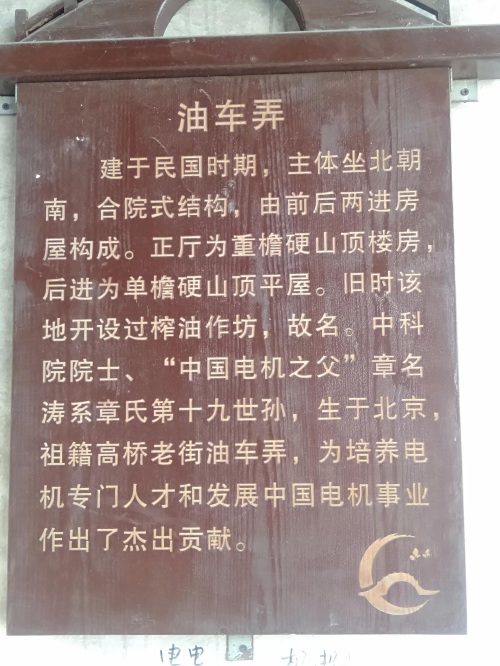 油车弄
建于民国时期，主体坐北朝
南，合院式结构，由前后两进房
屋构成。正厅为重檐硬山顶楼房，
后进为单檐硬山顶平屋。旧时该
地开设过榨油作坊，故名。中科
院院士、“中国电机之父”章名
涛系章氏第十九世孙，生于北京，
祖籍高桥老街油车弄，为培养电
机专门人才和发展中国电机事业
作出了杰出贡献。